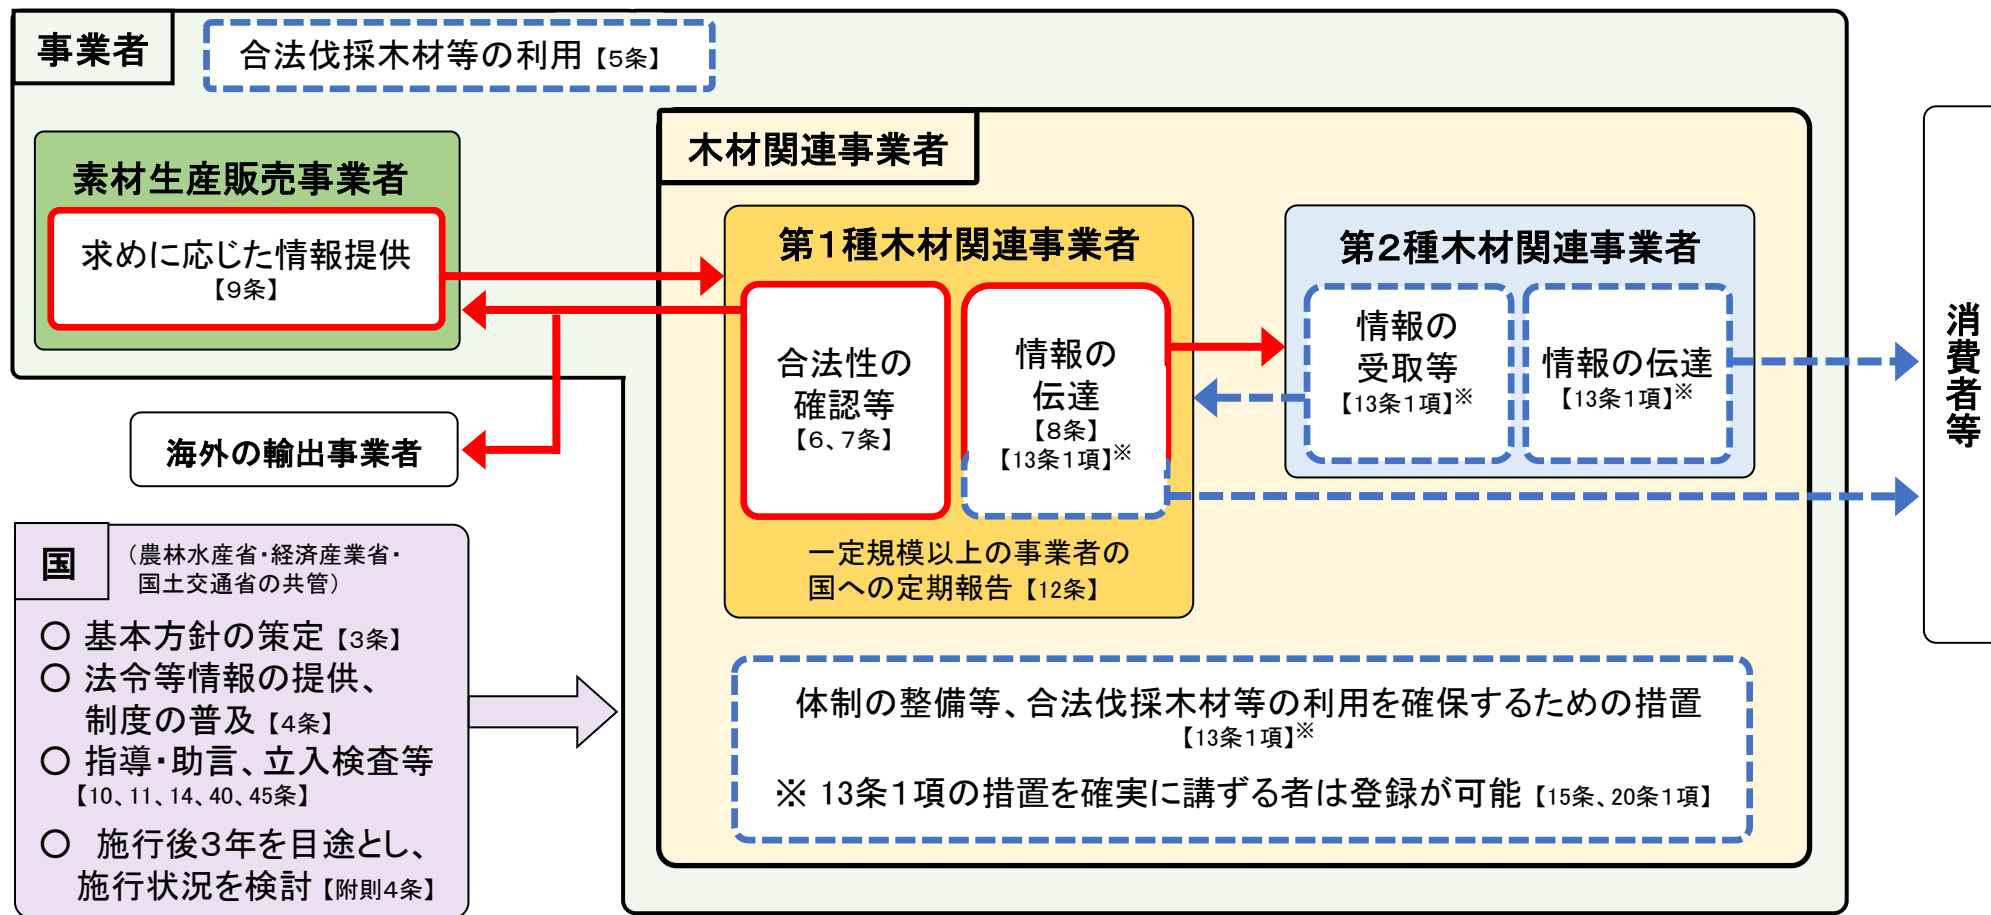 事業者
合法伐採木材等の利用【5条】
素材生産販売事業者
求めに応じた情報提供
【9条】
木材関連事業者
第1種木材関連事業者
合法性の
確認等
【6、7条】
情報の
伝達
【8条】
【13条1項】※
一定規模以上の事業者の
国への定期報告【12条】
第2種木材関連事業者
情報の
受取等
【13条1項】※
情報の伝達
【13条1項】※
消費者等
海外の輸出事業者
国
（農林水産省・経済産業省・
国土交通省の共管）
○ 基本方針の策定【3条】
○ 法令等情報の提供、
制度の普及【4条】
○ 指導・助言、立入検査等
【10、11、14、40、45条】
○ 施行後3年を目途とし、
施行状況を検討【附則4条】
体制の整備等、合法伐採木材等の利用を確保するための措置
【13条1項】※
※ 13条1項の措置を確実に講ずる者は登録が可能【15条、20条1項】